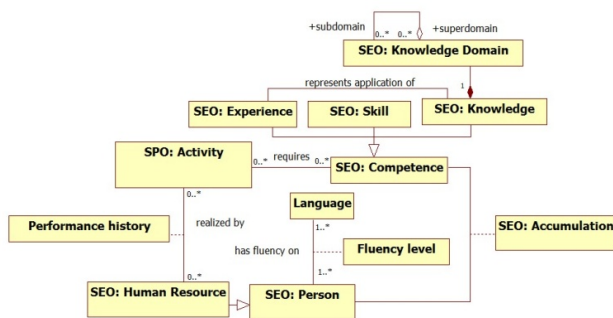 +subdomain
+superdomain
0..* 0..*
SEO: Knowledge Domain
represents application of
1
SEO: Experience
SEO: Skill
SEO: Knowledge
SPO: Activity
0..* requires 0..*
SEO: Competence
0..*
Language
1..*
Performance history
realized by
has fluency on
Fluency level
SEO: Accumulation
0..*
1..*
SEO: Human Resource
SEO: Person